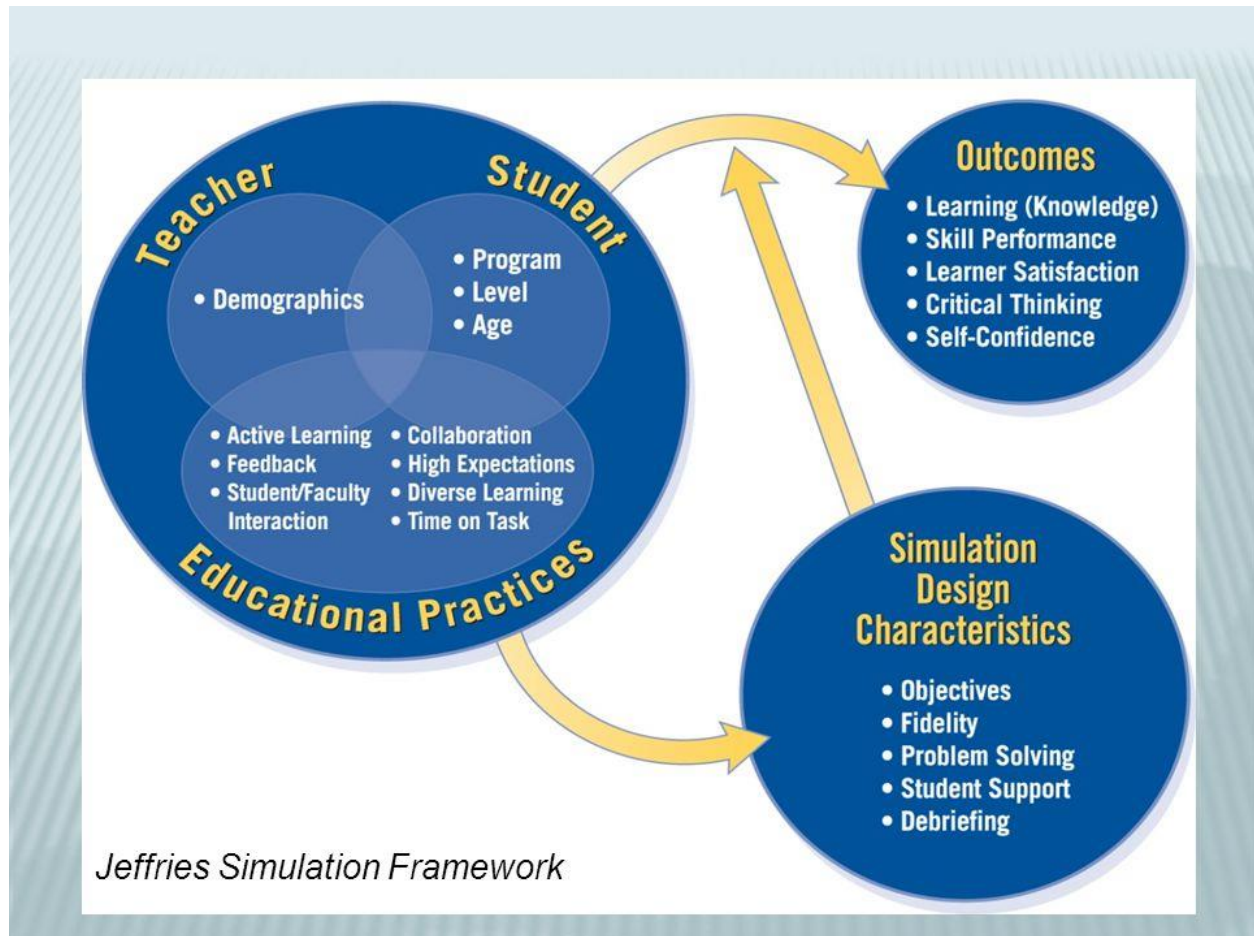 Teacher
Student
• Demographics
• Program
• Level
• Age
• Active Learning
• Feedback
• Student/Faculty
Interaction
• Collaboration
• High Expectations
• Diverse Learning
• Time on Task
Educational Practices
Outcomes
• Learning (Knowledge)
• Skill Performance
• Learner Satisfaction
• Critical Thinking
• Self-Confidence
Simulation
Design
Characteristics
• Objectives
• Fidelity
• Problem Solving
• Student Support
• Debriefing
Jeffries Simulation Framework